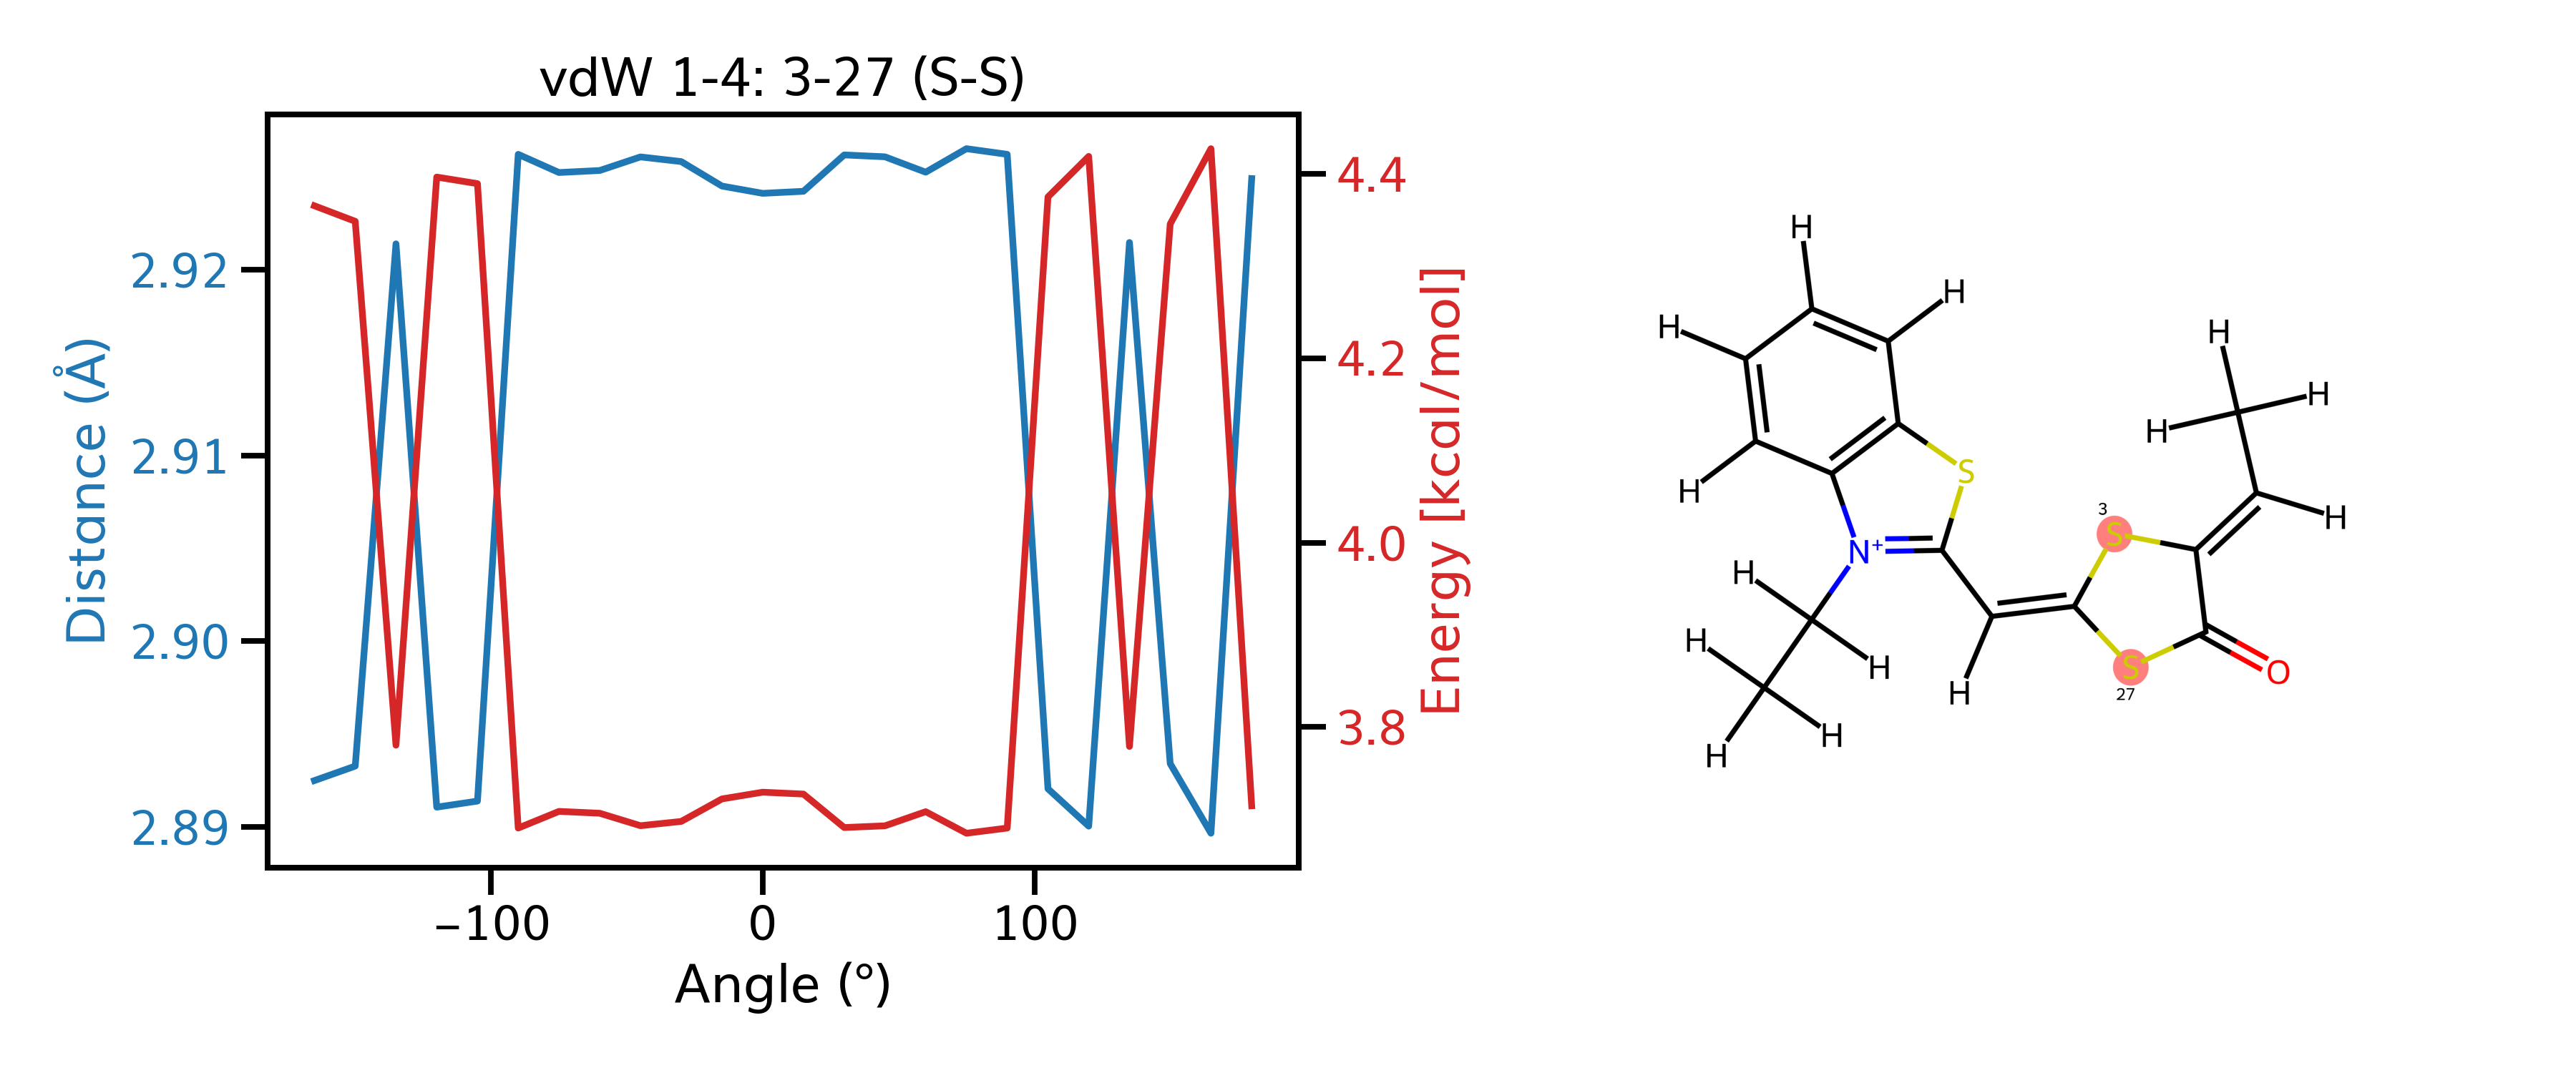 vdW 1-4: 3-27 (S-S)
Distance (Å)
2.92
2.91
2.90
2.89
4.4
4.2
4.0
3.8
Energy [kcal/mol]
−100 0 100
Angle (°)
H
H
H
H
H
H
H
S
3
S
H
H
N+
H
H
H
S
27
O
H
H
H